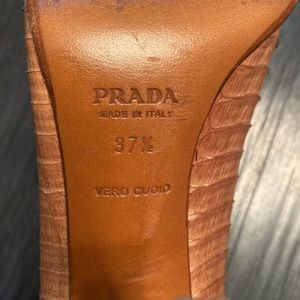 PRADA
MADE IN ITALY
37½
VERO CUOIO